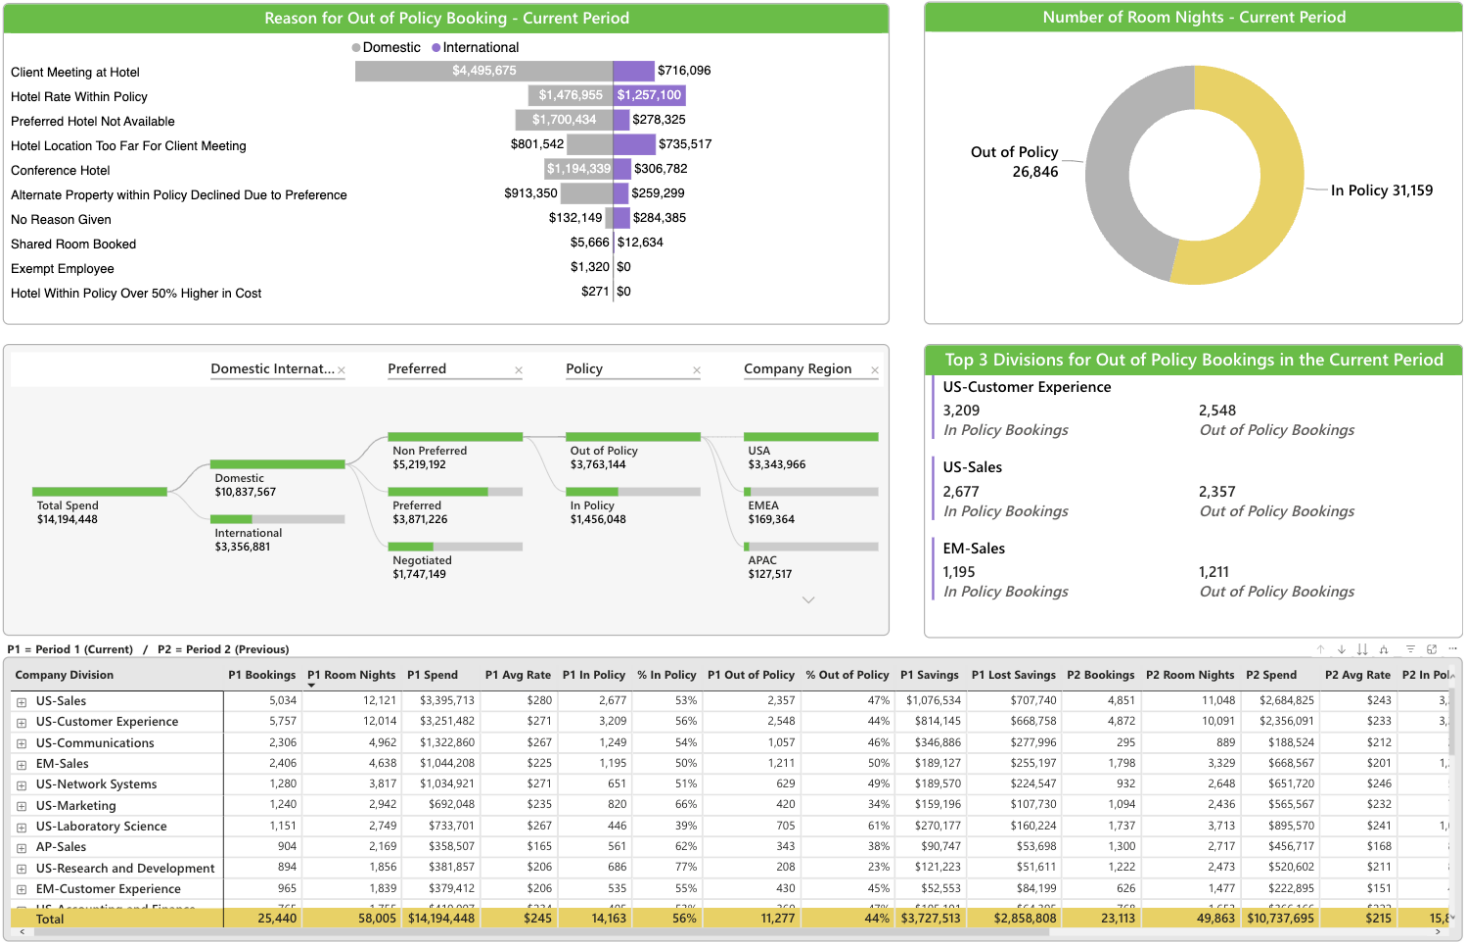 Reason for Out of Policy Booking - Current Period
Domestic International
Client Meeting at Hotel $4,495,675 $716,096
Hotel Rate Within Policy $1,476,955 $1,257,100
Preferred Hotel Not Available $1,700,434 $278,325
Hotel Location Too Far For Client Meeting $801,542 $735,517
Conference Hotel $1,194,339 $306,782
Alternate Property within Policy Declined Due to Preference $913,350 $259,299
No Reason Given $132,149 $284,385
Shared Room Booked $5,666 $12,634
Exempt Employee $1,320 $0
Hotel Within Policy Over 50% Higher in Cost $271 $0
Number of Room Nights - Current Period
Out of Policy
26,846
In Policy 31,159
Domestic Internat... Preferred Policy Company Region
Total Spend
$14,194,448
Domestic
$10,837,567
International
$3,356,881
Non Preferred
$5,219,192
Preferred
$3,871,226
Negotiated
$1,747,149
Out of Policy
$3,763,144
In Policy
$1,456,048
USA
$3,343,966
EMEA
$169,364
APAC
$127,517
Top 3 Divisions for Out of Policy Bookings in the Current Period
US-Customer Experience
3,209 2,548
In Policy Bookings Out of Policy Bookings
US-Sales
2,677 2,357
In Policy Bookings Out of Policy Bookings
EM-Sales
1,195 1,211
In Policy Bookings Out of Policy Bookings
P1 = Period 1 (Current) / P2 = Period 2 (Previous)
Company Division P1 Bookings P1 Room Nights P1 Spend P1 Avg Rate P1 In Policy % In Policy P1 Out of Policy % Out of Policy P1 Savings P1 Lost Savings P2 Bookings P2 Room Nights P2 Spend P2 Avg Rate P2 In
US-Sales 5,034 12,121 $3,395,713 $280 2,677 53% 2,357 47% $1,076,534 $707,740 4,851 11,048 $2,684,825 $243
US-Customer Experience 5,757 12,014 $3,251,482 $271 3,209 56% 2,548 44% $814,145 $668,758 4,872 10,091 $2,356,091 $233
US-Communications 2,306 4,962 $1,322,860 $267 1,249 54% 1,057 46% $346,886 $277,996 295 889 $188,524 $212
EM-Sales 2,406 4,638 $1,044,208 $225 1,195 50% 1,211 50% $189,127 $255,197 1,798 3,329 $668,567 $201
US-Network Systems 1,280 3,817 $1,034,921 $271 651 51% 629 49% $189,570 $224,547 932 2,648 $651,720 $246
US-Marketing 1,240 2,942 $692,048 $235 820 66% 420 34% $159,196 $107,730 1,094 2,436 $565,567 $232
US-Laboratory Science 1,151 2,749 $733,701 $267 446 39% 705 61% $270,177 $160,224 1,737 3,713 $895,570 $241
AP-Sales 904 2,169 $358,507 $165 561 62% 343 38% $90,747 $53,698 1,300 2,717 $456,717 $168
US-Research and Development 894 1,856 $381,857 $206 686 77% 208 23% $121,223 $51,611 1,222 2,473 $520,602 $211
EM-Customer Experience 965 1,839 $379,412 $206 535 55% 430 45% $52,553 $84,199 626 1,477 $222,895 $151
Total 25,440 58,005 $14,194,448 $245 14,163 56% 11,277 44% $3,727,513 $2,858,808 23,113 49,863 $10,737,695 $215